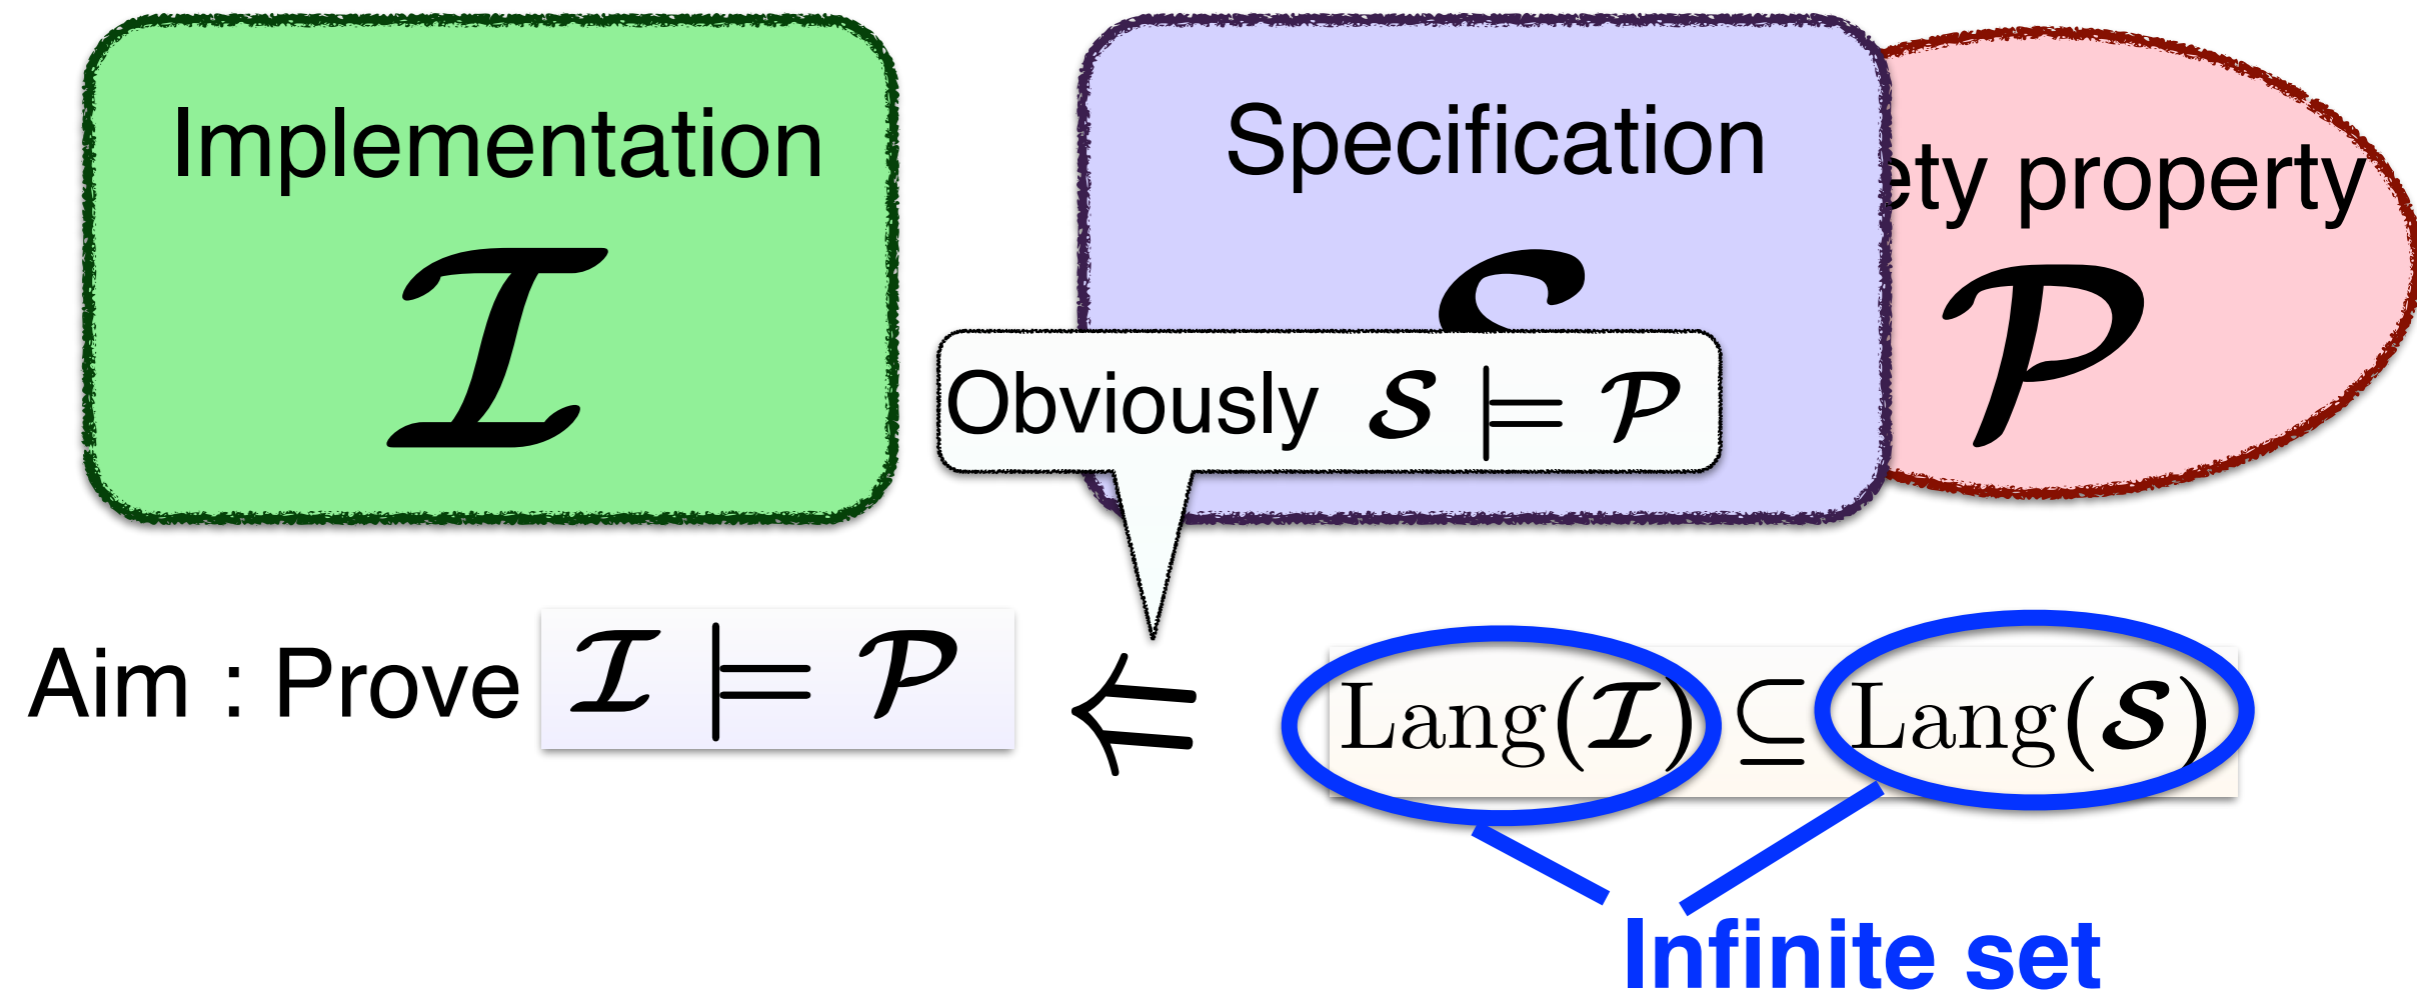 Implementation
𝓘
Specification
𝓢
ety property
𝓟
Obviously 𝓢 ⊨ 𝓟
Aim : Prove 𝓘 ⊨ 𝓟 ⇐ Lang(𝓘) ⊆ Lang(𝓢)
Infinite set